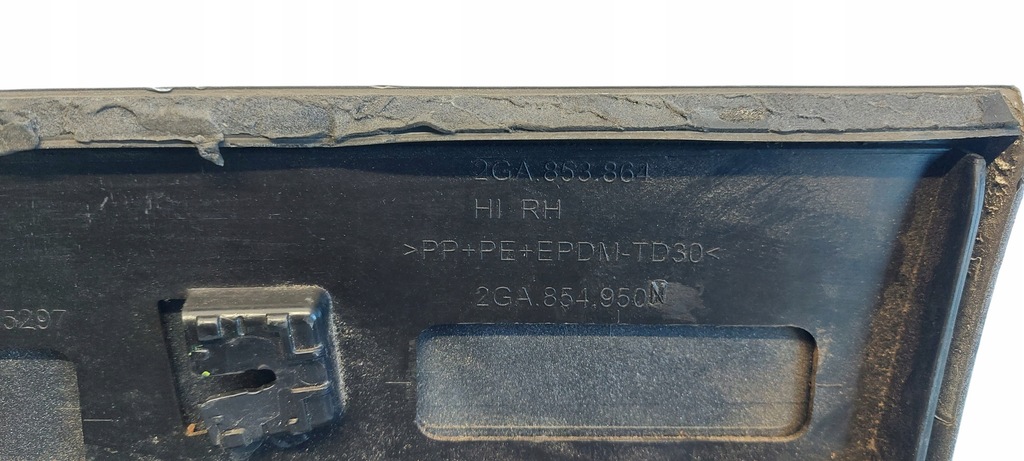 2GA.853.864
HI RH
>PP+PE+EPDM-TD30<
2GA.854.950N
5297